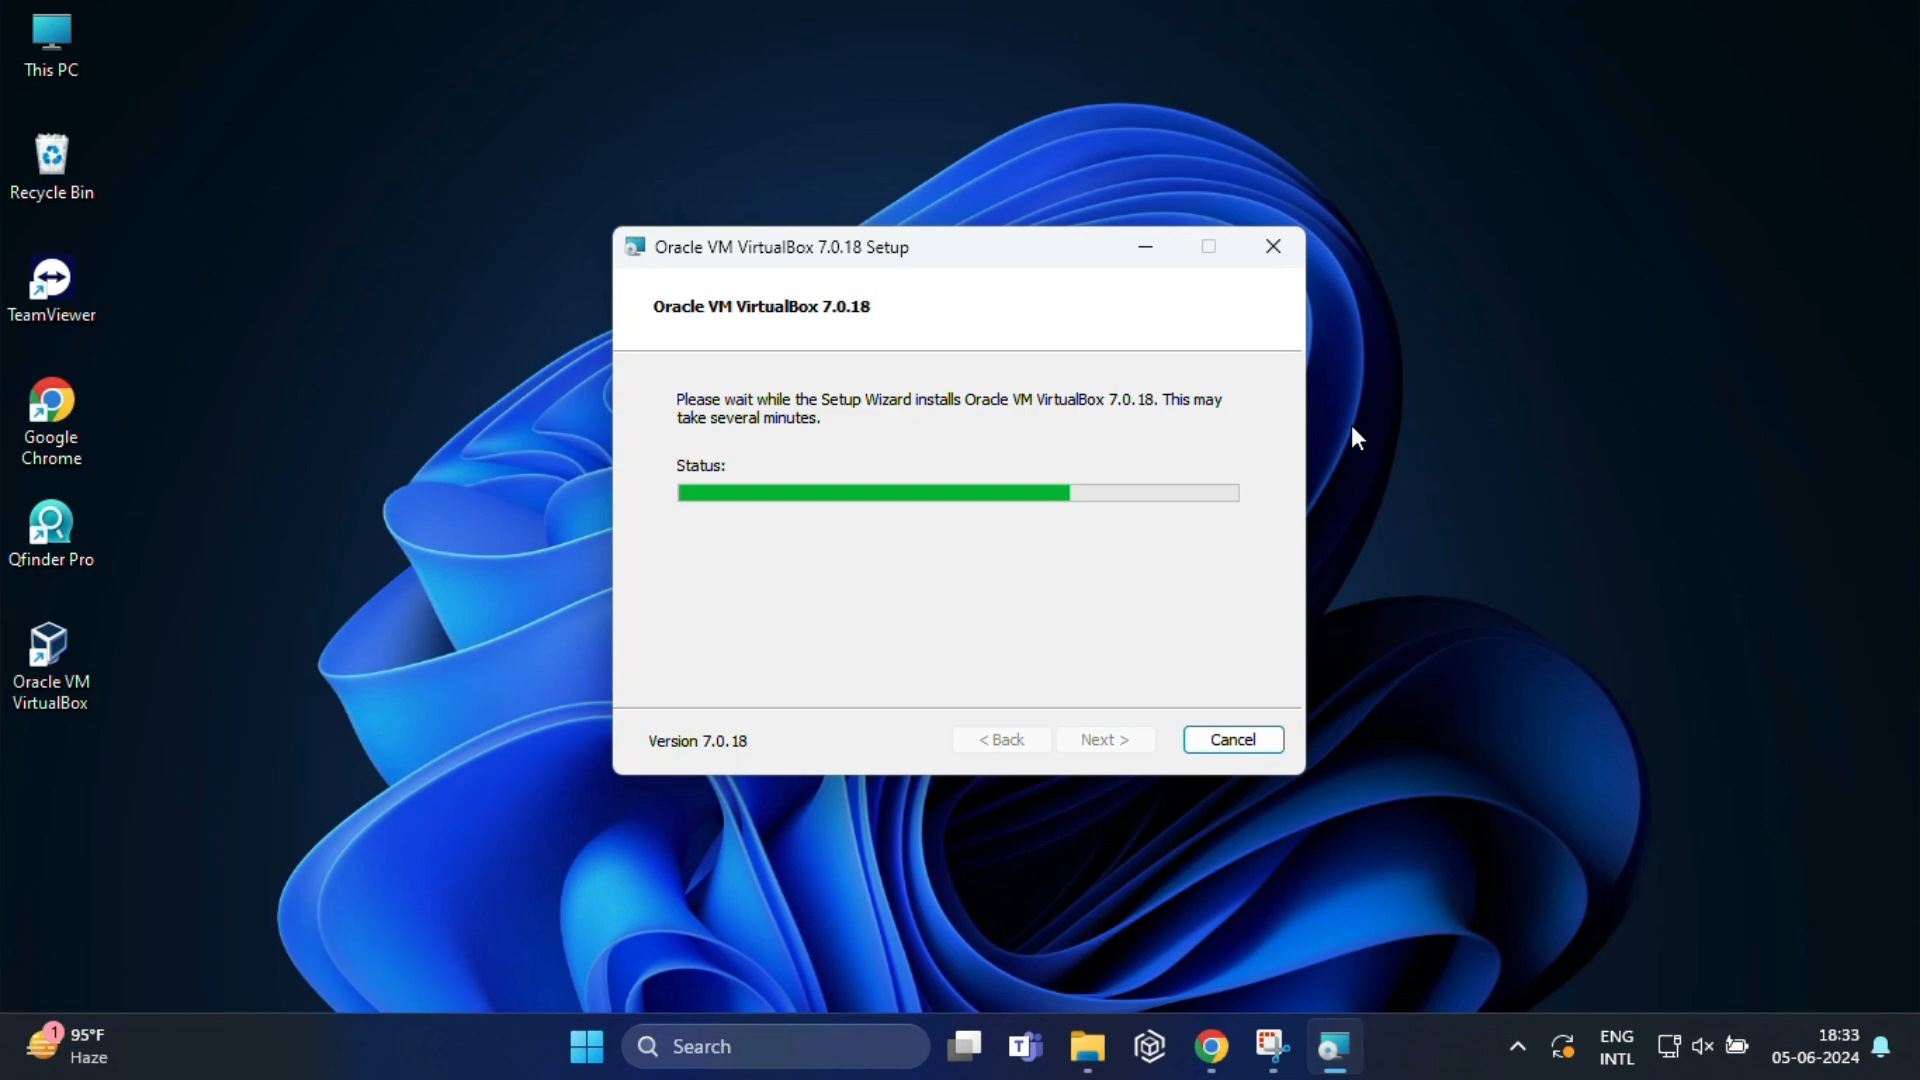 This PC
Recycle Bin
TeamViewer
Google
Chrome
Qfinder Pro
Oracle VM
VirtualBox
Oracle VM VirtualBox 7.0.18 Setup
Oracle VM VirtualBox 7.0.18
Please wait while the Setup Wizard installs Oracle VM VirtualBox 7.0.18. This may
take several minutes.
Status:
Version 7.0.18
< Back
Next >
Cancel
1
95°F
Haze
Search
T
ENG
INTL
18:33
05-06-2024